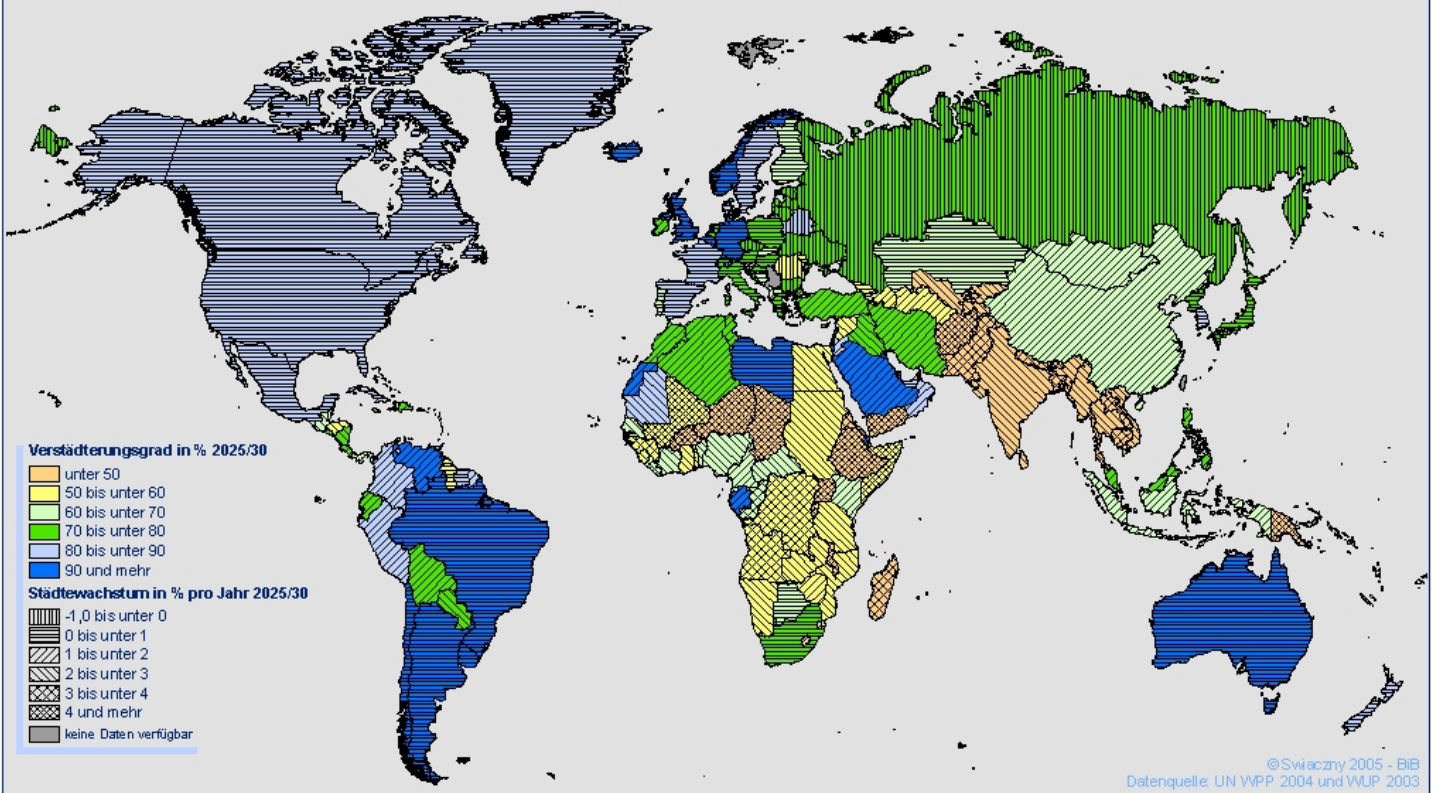 Verstädterungsgrad in % 2025/30
unter 50
50 bis unter 60
60 bis unter 70
70 bis unter 80
80 bis unter 90
90 und mehr
Städtewachstum in % pro Jahr 2025/30
-1,0 bis unter 0
0 bis unter 1
1 bis unter 2
2 bis unter 3
3 bis unter 4
4 und mehr
keine Daten verfügbar
© Swiaczny 2005 - BiB
Datenquelle: UN WPP 2004 und WUP 2003